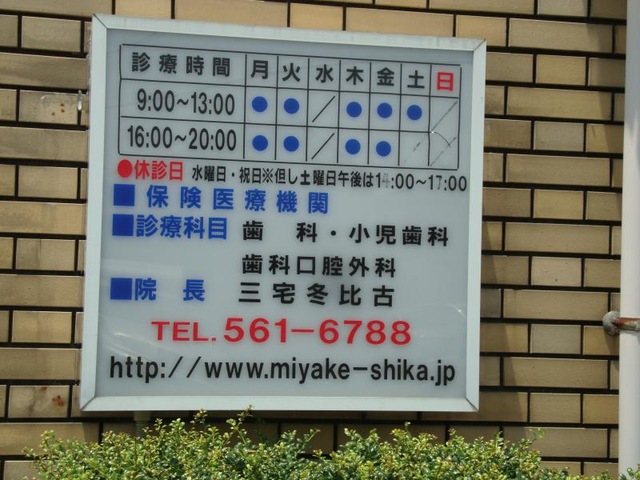 診療時間 月 火 水 木 金 土 日
9:00~13:00 ● ● ／ ● ● ● ／
16:00~20:00 ● ● ／ ● ● ／
●休診日 水曜日・祝日※但し土曜日午後は14:00~17:00
■保険医療機関
■診療科目 歯 科・小児歯科
歯科口腔外科
■院 長 三宅冬比古
TEL. 561-6788
http://www.miyake-shika.jp